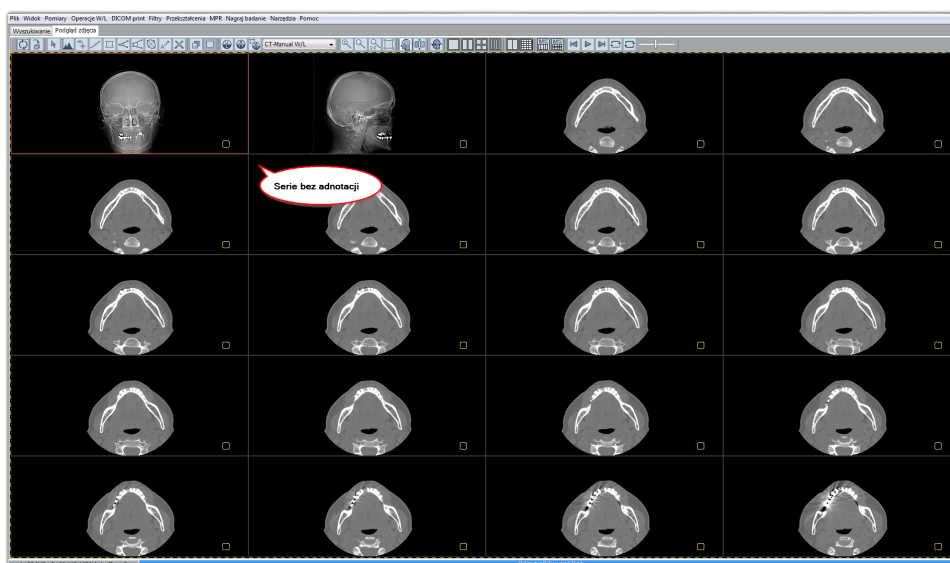 Plik Widok Pomiary Operacje W/L DICOM print Filtry Przekształcenia MPR Nagraj badanie Narzędzia Pomoc
Wyszukiwanie Podgląd zdjęcia
CT-Manual W/L
Serie bez adnotacji